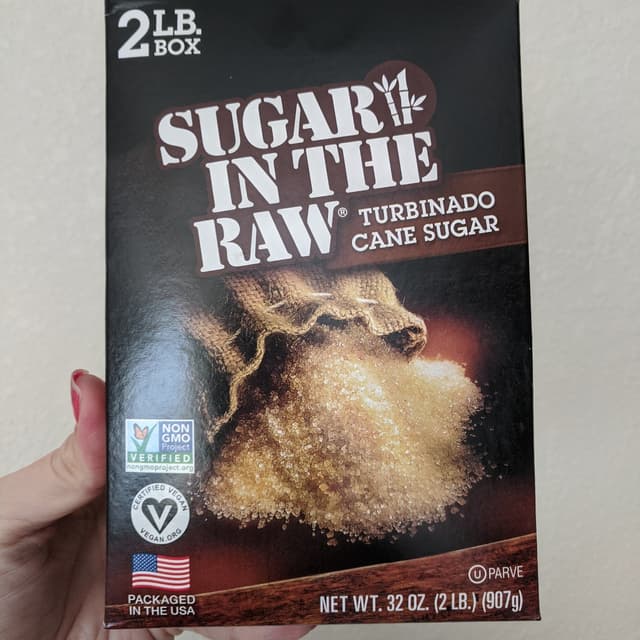 2 LB.
BOX
SUGAR
IN THE
RAW®
TURBINADO
CANE SUGAR
NON
GMO
Project
VERIFIED
nongmoproject.org
CERTIFIED VEGAN
VEGAN.ORG
PACKAGED
IN THE USA
U PARVE
NET WT. 32 OZ. (2 LB.) (907g)